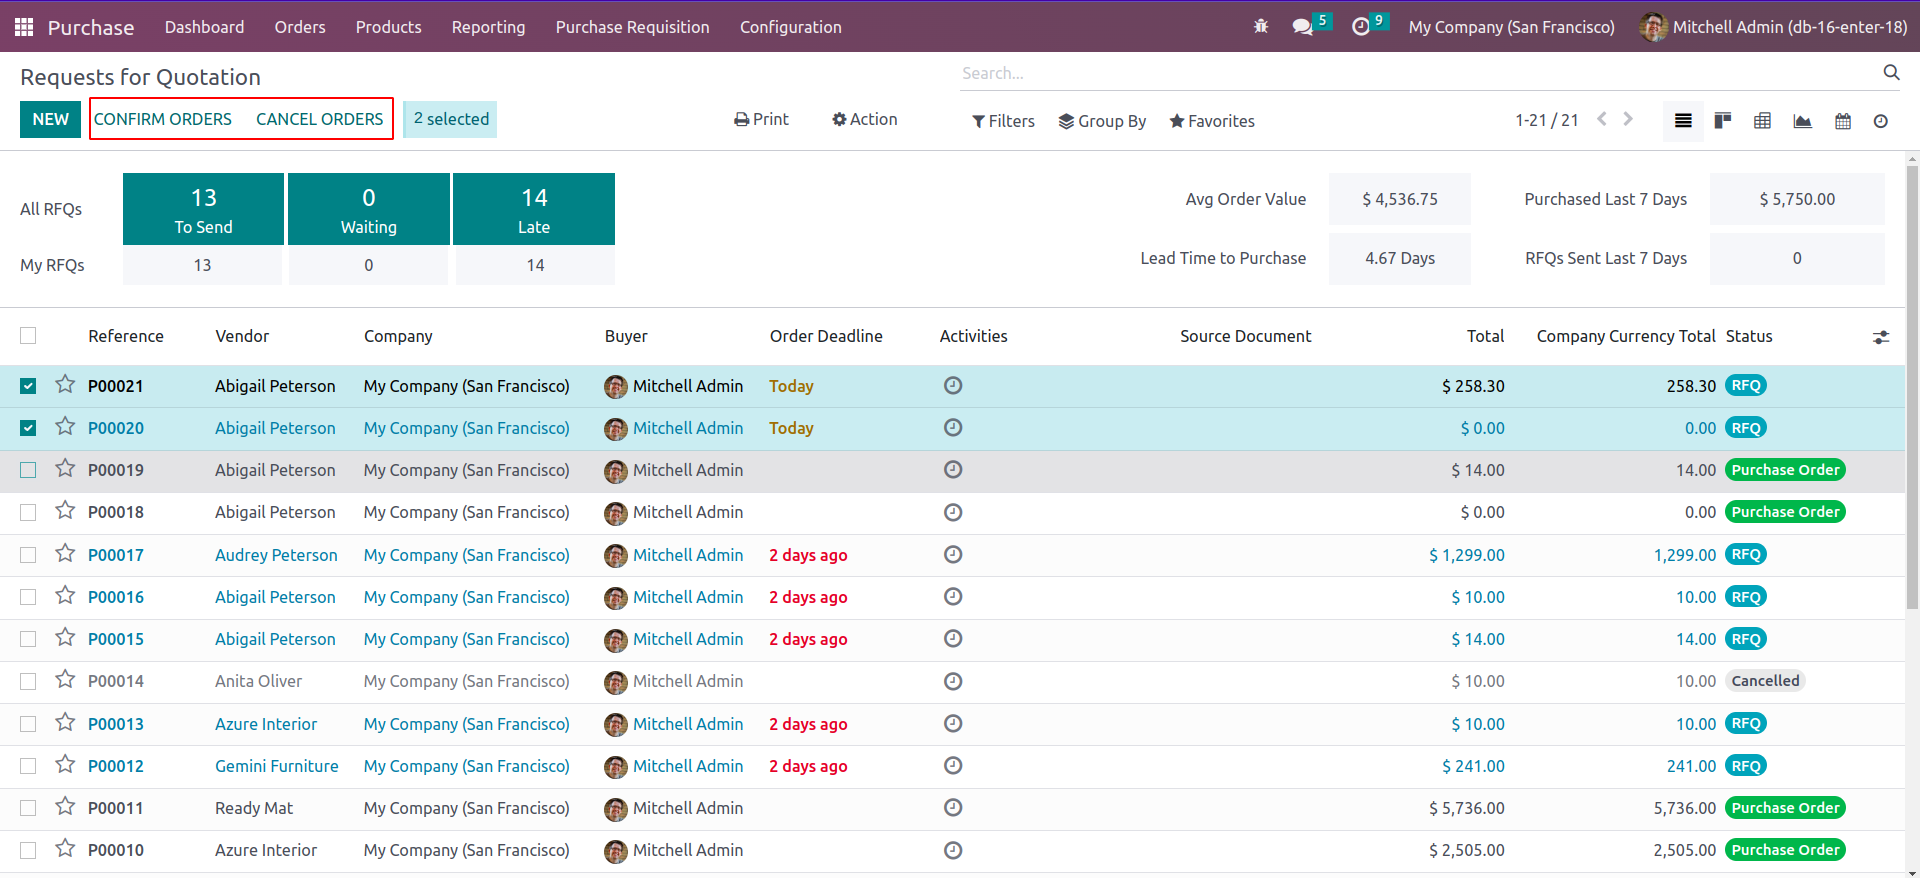 Purchase Dashboard Orders Products Reporting Purchase Requisition Configuration 5 9 My Company (San Francisco) Mitchell Admin (db-16-enter-18)
Requests for Quotation Search...
NEW CONFIRM ORDERS CANCEL ORDERS 2 selected Print Action Filters Group By Favorites 1-21 / 21
All RFQs 13 To Send 0 Waiting 14 Late
My RFQs 13 0 14
Avg Order Value $ 4,536.75 Purchased Last 7 Days $ 5,750.00
Lead Time to Purchase 4.67 Days RFQs Sent Last 7 Days 0
Reference Vendor Company Buyer Order Deadline Activities Source Document Total Company Currency Total Status
P00021 Abigail Peterson My Company (San Francisco) Mitchell Admin Today $ 258.30 258.30 RFQ
P00020 Abigail Peterson My Company (San Francisco) Mitchell Admin Today $ 0.00 0.00 RFQ
P00019 Abigail Peterson My Company (San Francisco) Mitchell Admin $ 14.00 14.00 Purchase Order
P00018 Abigail Peterson My Company (San Francisco) Mitchell Admin $ 0.00 0.00 Purchase Order
P00017 Audrey Peterson My Company (San Francisco) Mitchell Admin 2 days ago $ 1,299.00 1,299.00 RFQ
P00016 Abigail Peterson My Company (San Francisco) Mitchell Admin 2 days ago $ 10.00 10.00 RFQ
P00015 Abigail Peterson My Company (San Francisco) Mitchell Admin 2 days ago $ 14.00 14.00 RFQ
P00014 Anita Oliver My Company (San Francisco) Mitchell Admin $ 10.00 10.00 Cancelled
P00013 Azure Interior My Company (San Francisco) Mitchell Admin 2 days ago $ 10.00 10.00 RFQ
P00012 Gemini Furniture My Company (San Francisco) Mitchell Admin 2 days ago $ 241.00 241.00 RFQ
P00011 Ready Mat My Company (San Francisco) Mitchell Admin $ 5,736.00 5,736.00 Purchase Order
P00010 Azure Interior My Company (San Francisco) Mitchell Admin $ 2,505.00 2,505.00 Purchase Order